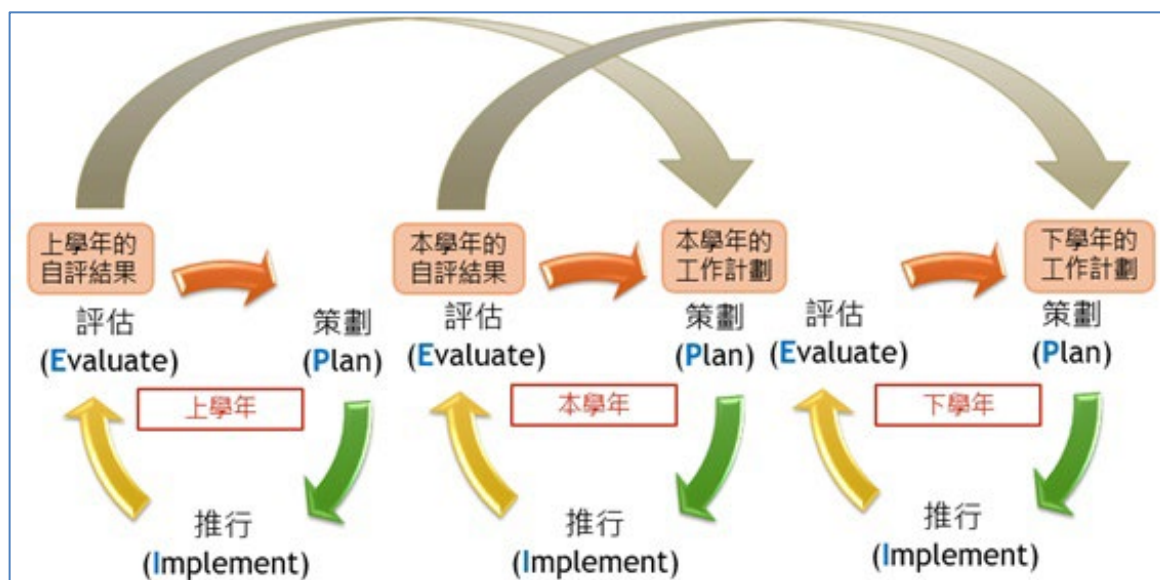 上學年的
自評結果
評估
(Evaluate)
策劃
(Plan)
上學年
推行
(Implement)
本學年的
自評結果
評估
(Evaluate)
本學年的
工作計劃
策劃
(Plan)
本學年
推行
(Implement)
評估
(Evaluate)
下學年的
工作計劃
策劃
(Plan)
下學年
推行
(Implement)